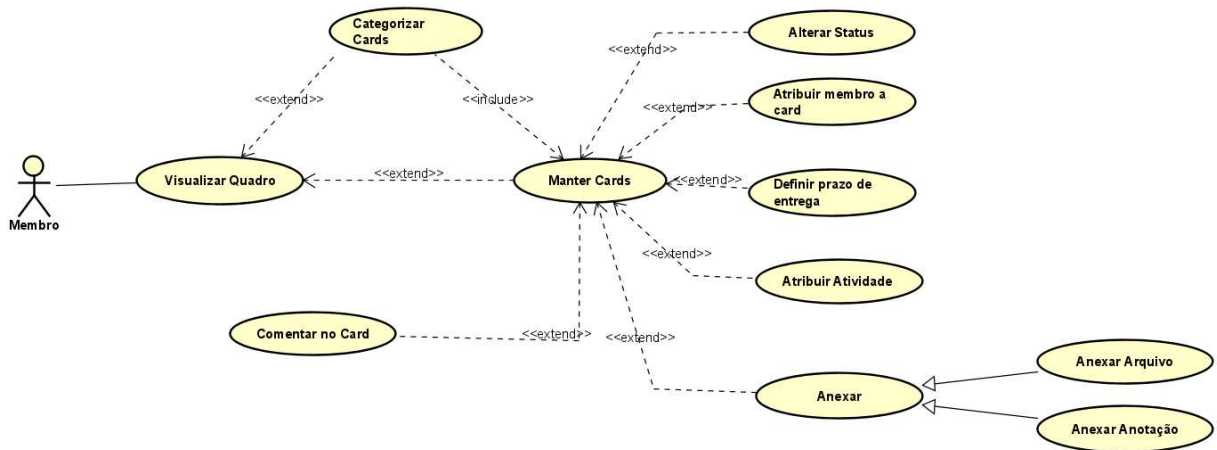 Categorizar
Cards
Alterar Status
<<extend>>
<<extend>>
<<include>>
Atribuir membro a
card
<<extend>>
Membro
Visualizar Quadro
<<extend>>
Manter Cards
<<extend>>
Definir prazo de
entrega
<<extend>>
Atribuir Atividade
Comentar no Card
<<extend>>
<<extend>>
Anexar
Anexar Arquivo
Anexar Anotação